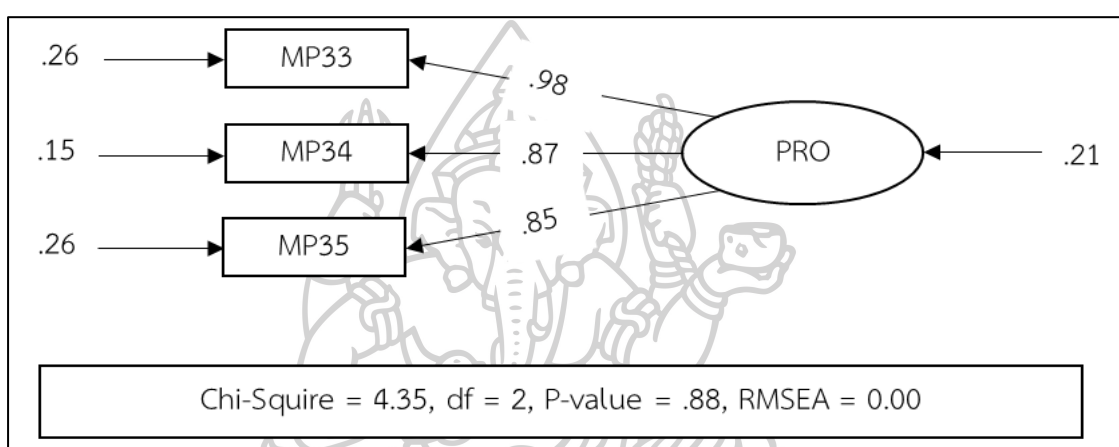 .26 MP33 .98
.15 MP34 .87 PRO .21
.26 MP35 .85
Chi-Squire = 4.35, df = 2, P-value = .88, RMSEA = 0.00